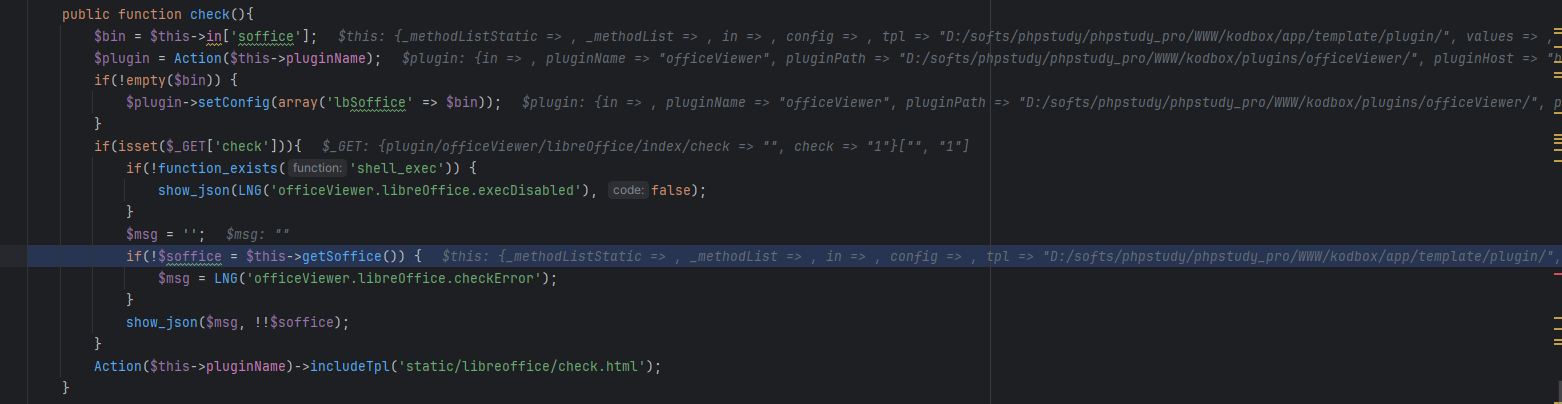 public function check(){
$bin = $this->in['soffice'];   $this: {_methodListStatic => , _methodList => , in => , config => , tpl => "D:/softs/phpstudy/phpstudy_pro/WWW/kodbox/app/template/plugin/", values => ,
$plugin = Action($this->pluginName);   $plugin: {in => , pluginName => "officeViewer", pluginPath => "D:/softs/phpstudy/phpstudy_pro/WWW/kodbox/plugins/officeViewer/", pluginHost => "h
if(!empty($bin)) {
$plugin->setConfig(array('lbSoffice' => $bin));   $plugin: {in => , pluginName => "officeViewer", pluginPath => "D:/softs/phpstudy/phpstudy_pro/WWW/kodbox/plugins/officeViewer/", p
}
if(isset($_GET['check'])){   $_GET: {plugin/officeViewer/libreOffice/index/check => "", check => "1"}["", "1"]
if(!function_exists( function: 'shell_exec')) {
show_json(LNG('officeViewer.libreOffice.execDisabled'), code: false);
}
$msg = '';   $msg: ""
if(!$soffice = $this->getSoffice()) {   $this: {_methodListStatic => , _methodList => , in => , config => , tpl => "D:/softs/phpstudy/phpstudy_pro/WWW/kodbox/app/template/plugin/",
$msg = LNG('officeViewer.libreOffice.checkError');
}
show_json($msg, !!$soffice);
}
Action($this->pluginName)->includeTpl('static/libreoffice/check.html');
}